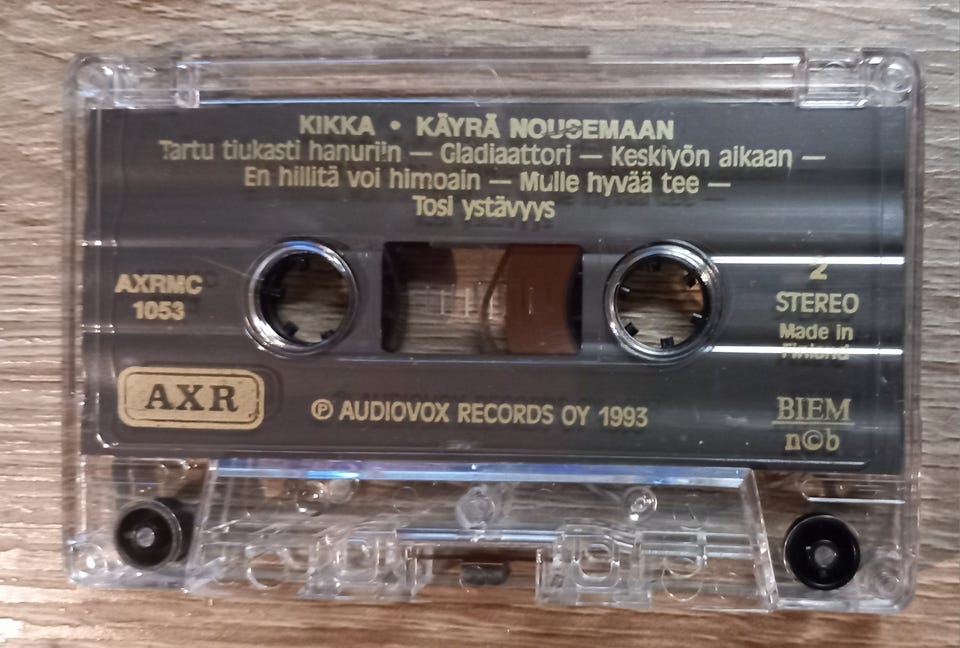 KIKKA • KÄYRÄ NOUSEMAAN
Tartu tiukasti hanuriin — Gladiaattori — Keskiyön aikaan —
En hillitä voi himoain — Mulle hyvää tee —
Tosi ystävyys
AXRMC
1053
2
STEREO
Made in
Finland
AXR
℗ AUDIOVOX RECORDS OY 1993
BIEM
n©b